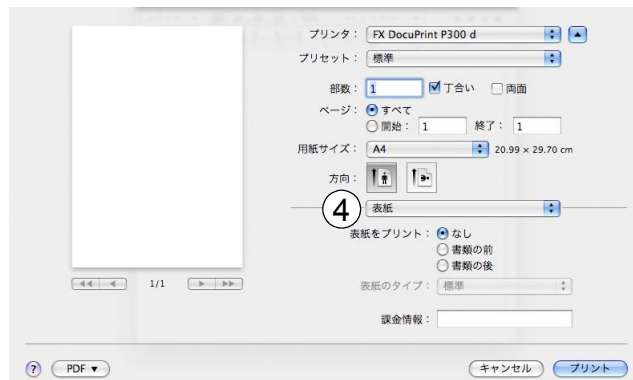 プリンタ： FX DocuPrint P300 d
プリセット： 標準
部数： 1 丁合い 両面
ページ： すべて
開始： 1 終了： 1
用紙サイズ： A4 20.99 × 29.70 cm
方向：
4 表紙
表紙をプリント： なし
書類の前
書類の後
1/1
表紙のタイプ： 標準
課金情報：
? PDF ▼ キャンセル プリント